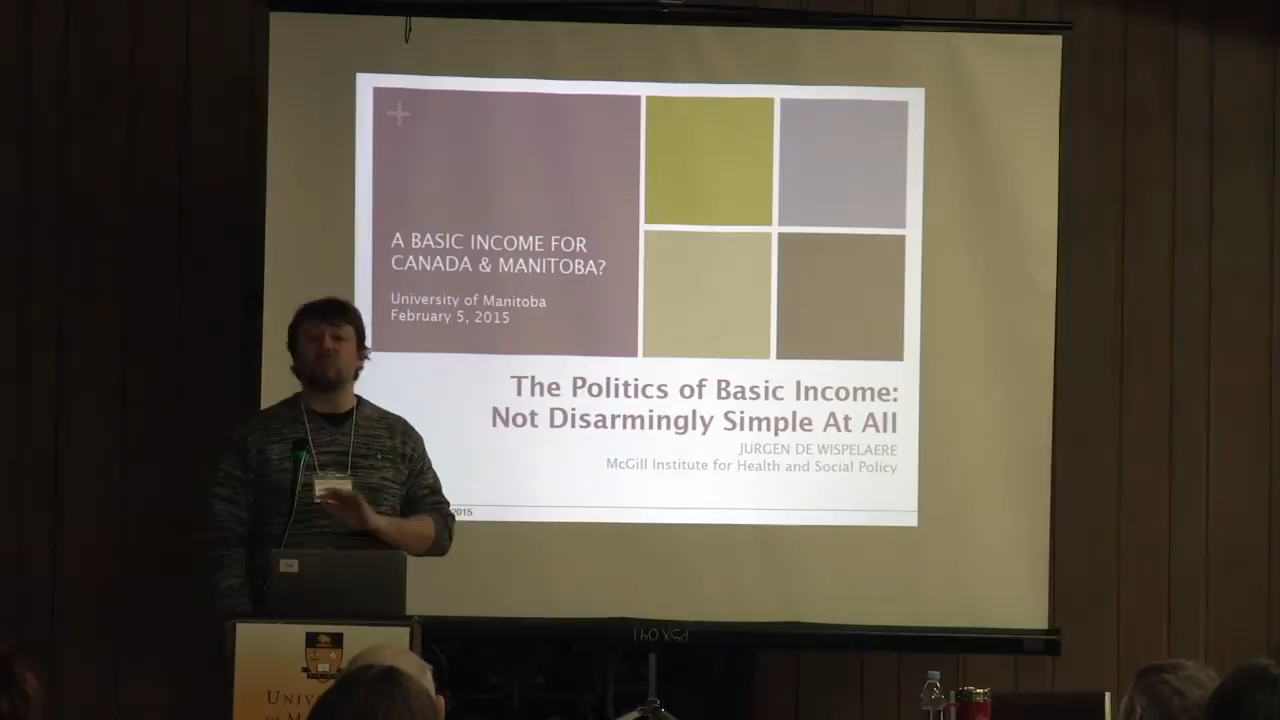 +
A BASIC INCOME FOR
CANADA & MANITOBA?
University of Manitoba
February 5, 2015
The Politics of Basic Income:
Not Disarmingly Simple At All
JURGEN DE WISPELAERE
McGill Institute for Health and Social Policy
2015